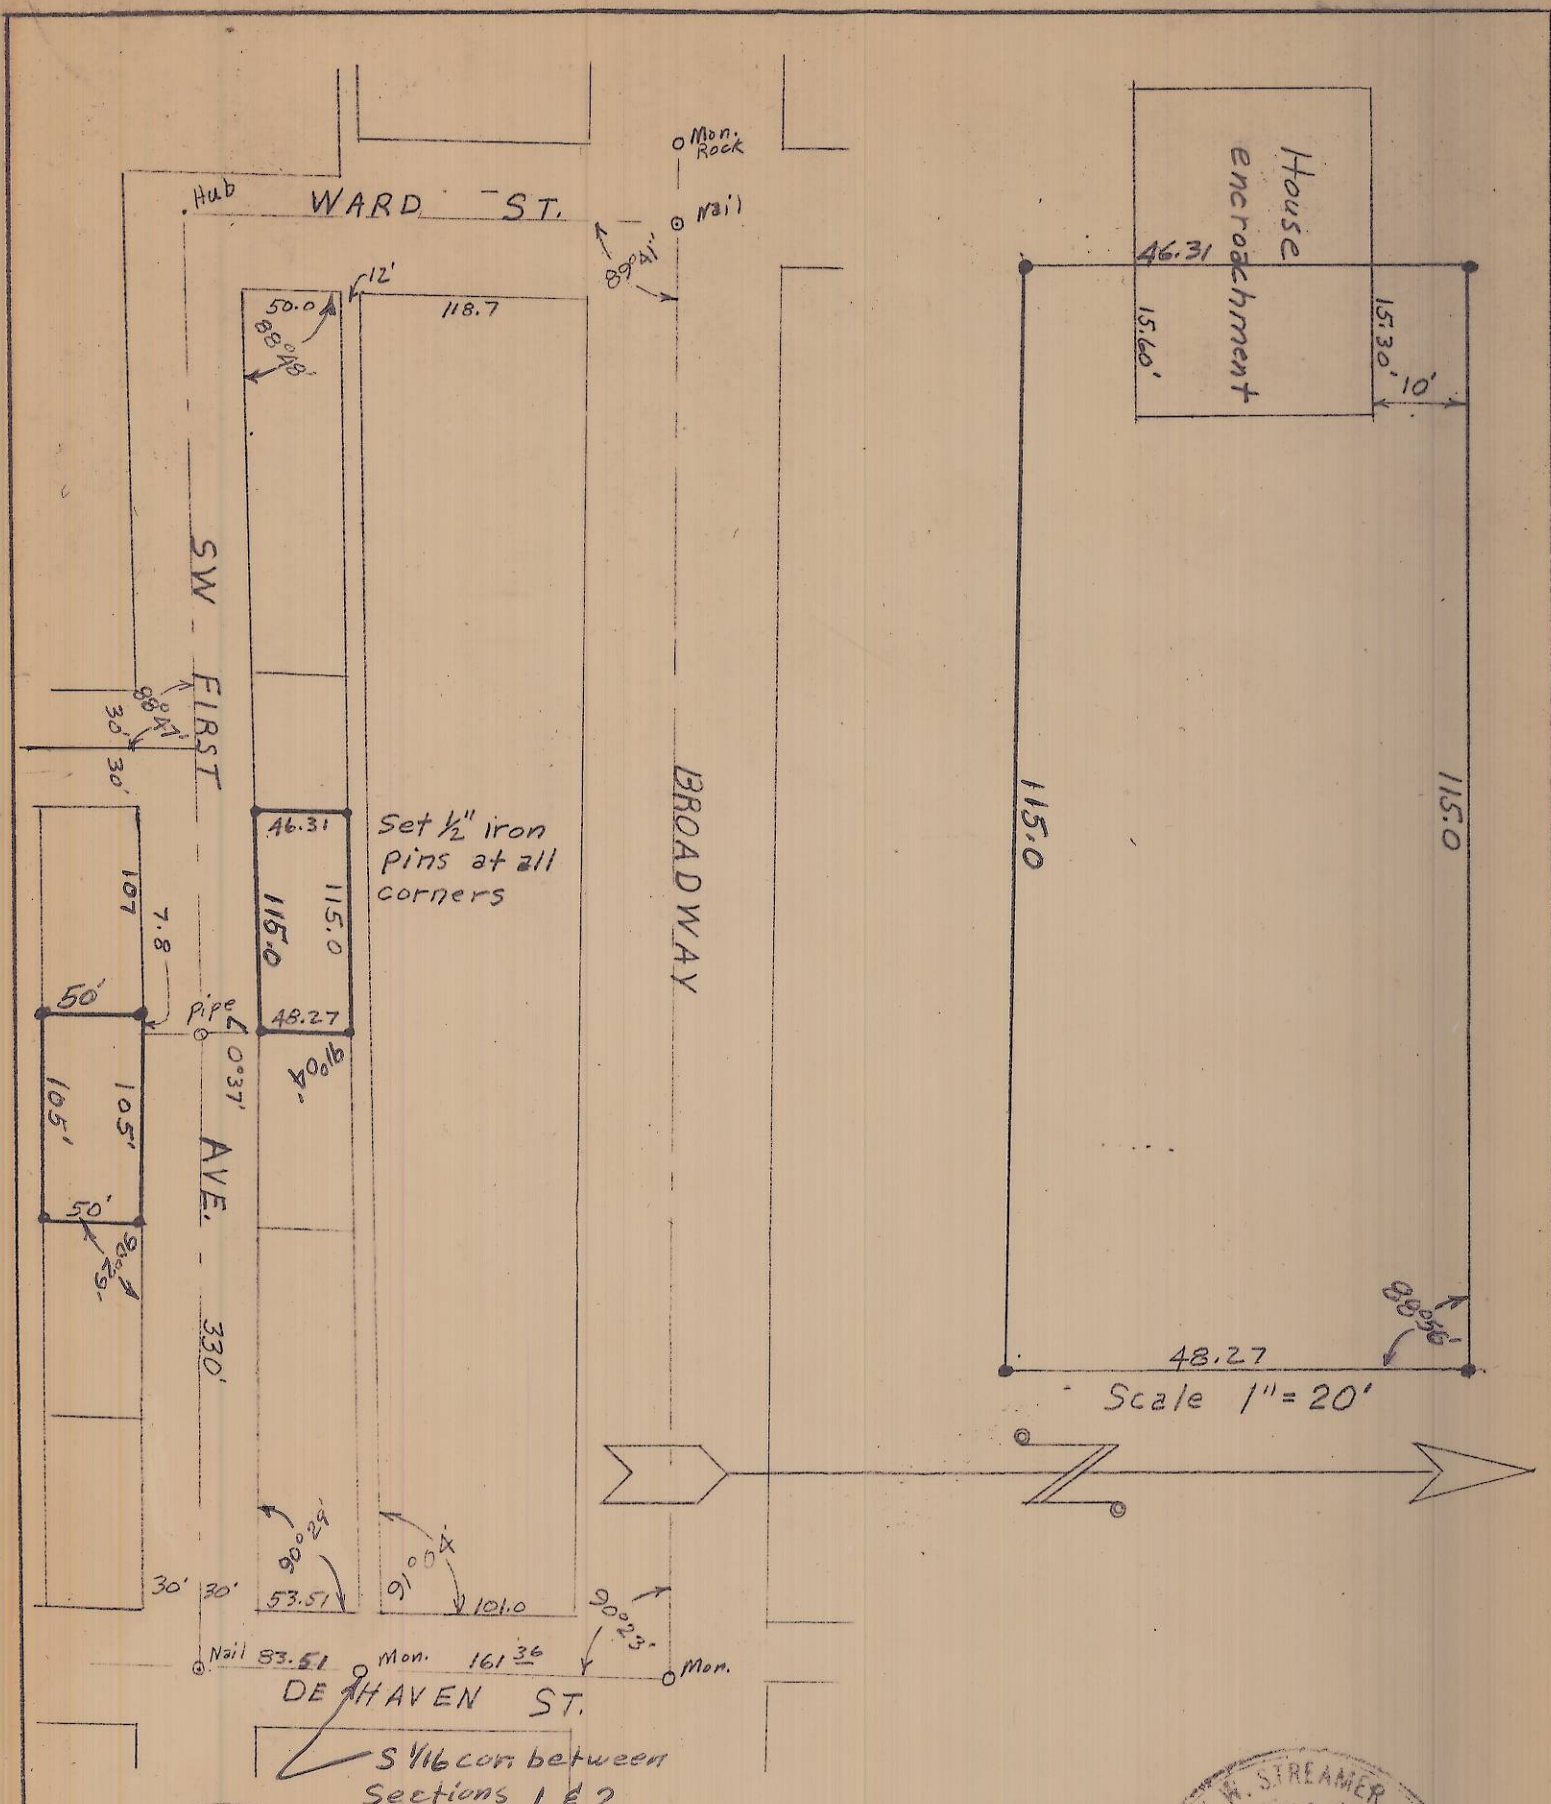 Mon.
Rock
Nail
Hub
WARD ST.
89°41'
12'
50.0
118.7
88°48'
House
encroachment
46.31
15.60'
15.30'
10'
SW FIRST AVE. 330'
BROADWAY
88°47'
30'
30'
46.31
115.0
115.0
48.27
91°04'
Set 1/2" iron
pins at all
corners
107
7.8
50'
Pipe
0°37'
105'
105'
50'
90°29'
115.0
115.0
88°56'
48.27
Scale 1" = 20'
90°29'
91°04'
30'
30'
53.51
101.0
90°23'
Nail
83.51
Mon.
161 36
Mon.
DE HAVEN ST.
S 1/16 cor. between
Sections 1 & 2
W. STREAMER